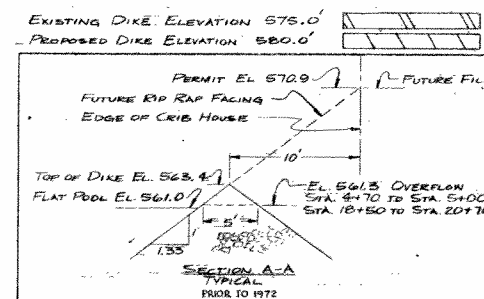 EXISTING DIKE ELEVATION 575.0'
PROPOSED DIKE ELEVATION 580.0'
PERMIT EL 570.9
FUTURE FIL
FUTURE RIP RAP FACING
EDGE OF CRIB HOUSE
10'
TOP OF DIKE EL. 563.4
FLAT POOL EL. 561.0
EL. 561.3 OVERFLOW
STA. 4+70 TO STA. 5+00
STA. 18+50 TO STA. 20+70
5'
1.33
SECTION A-A
TYPICAL
PRIOR TO 1972